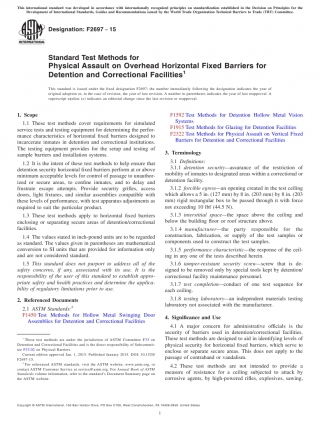 This international standard was developed in accordance with internationally recognized principles on standardization established in the Decision on Principles for the
Development of International Standards, Guides and Recommendations issued by the World Trade Organization Technical Barriers to Trade (TBT) Committee.
Designation: F2697 − 15
Standard Test Methods for
Physical Assault on Overhead Horizontal Fixed Barriers for
Detention and Correctional Facilities1
This standard is issued under the fixed designation F2697; the number immediately following the designation indicates the year of
original adoption or, in the case of revision, the year of last revision. A number in parentheses indicates the year of last reapproval. A
superscript epsilon (ε) indicates an editorial change since the last revision or reapproval.
1. Scope
1.1 These test methods cover requirements for simulated
service tests and testing equipment for determining the perfor-
mance characteristics of horizontal fixed barriers designed to
incarcerate inmates in detention and correctional institutions.
The testing equipment provides for the setup and testing of
sample barriers and installation systems.
1.2 It is the intent of these test methods to help ensure that
detention security horizontal fixed barriers perform at or above
minimum acceptable levels for control of passage to unauthor-
ized or secure areas, to confine inmates, and to delay and
frustrate escape attempts. Provide security grilles, access
doors, light fixtures, and similar assemblies compatible with
these levels of performance, with test apparatus adjustments as
required to suit the particular product.
1.3 These test methods apply to horizontal fixed barriers
enclosing or separating secure areas of detention/correctional
facilities.
1.4 The values stated in inch-pound units are to be regarded
as standard. The values given in parentheses are mathematical
conversion to SI units that are provided for information only
and are not considered standard.
1.5 This standard does not purport to address all of the
safety concerns, if any, associated with its use. It is the
responsibility of the user of this standard to establish appro-
priate safety and health practices and determine the applica-
bility of regulatory limitations prior to use.
2. Referenced Documents
2.1 ASTM Standards:2
F1450 Test Methods for Hollow Metal Swinging Door
Assemblies for Detention and Correctional Facilities
1 These test methods are under the jurisdiction of ASTM Committee F33 on
Detention and Correctional Facilities and is the direct responsibility of Subcommit-
tee F33.02 on Physical Barriers.
Current edition approved Jan. 1, 2015. Published January 2015. DOI: 10.1520/
F2697-15.
2 For referenced ASTM standards, visit the ASTM website, www.astm.org, or
contact ASTM Customer Service at service@astm.org. For Annual Book of ASTM
Standards volume information, refer to the standard's Document Summary page on
the ASTM website.
F1592 Test Methods for Detention Hollow Metal Vision
Systems
F1915 Test Methods for Glazing for Detention Facilities
F2322 Test Methods for Physical Assault on Vertical Fixed
Barriers for Detention and Correctional Facilities
3. Terminology
3.1 Definitions:
3.1.1 detention security—assurance of the restriction of
mobility of inmates to designated areas within a correctional or
detention facility.
3.1.2 forcible egress—an opening created in the test ceiling
which allows a 5 in. (127 mm) by 8 in. (203 mm) by 8 in. (203
mm) rigid rectangular box to be passed through it with force
not exceeding 10 lbf (44.5 N).
3.1.3 interstitial space—the space above the ceiling and
below the building floor or roof structure above.
3.1.4 manufacturer—the party responsible for the
construction, fabrication, or supply of the test samples or
components used to construct the test samples.
3.1.5 performance characteristic—the response of the ceil-
ing in any one of the tests described herein.
3.1.6 tamper-resistant security screw—screw that is de-
signed to be removed only by special tools kept by detention/
correctional facility maintenance personnel.
3.1.7 test completion—conduct of one test sequence for
each ceiling.
3.1.8 testing laboratory—an independent materials testing
laboratory not associated with the manufacturer.
4. Significance and Use
4.1 A major concern for administrative officials is the
security of barriers used in detention/correctional facilities.
These test methods are designed to aid in identifying levels of
physical security for horizontal fixed barriers, which serve to
enclose or separate secure areas. This does not apply to the
passage of contraband or vandalism.
4.2 These test methods are not intended to provide a
measure of resistance for a ceiling subjected to attack by
corrosive agents, by high-powered rifles, explosives, sawing,
Copyright © ASTM International, 100 Barr Harbor Drive, PO Box C700, West Conshohocken, PA 19428-2959. United States
1